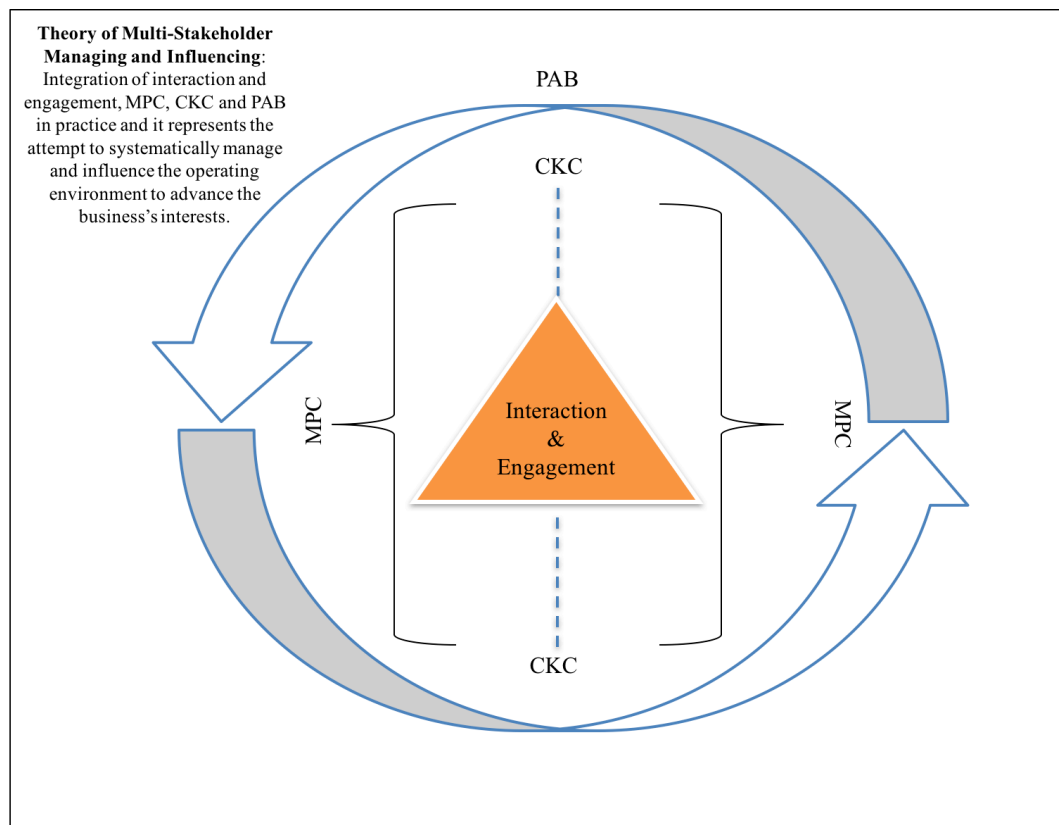 Theory of Multi-Stakeholder
Managing and Influencing:
Integration of interaction and
engagement, MPC, CKC and PAB
in practice and it represents the
attempt to systematically manage
and influence the operating
environment to advance the
business’s interests.
PAB
CKC
MPC
Interaction
&
Engagement
MPC
CKC